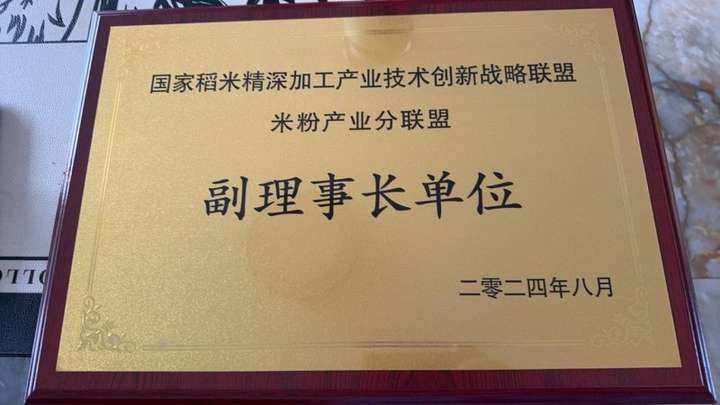 国家稻米精深加工产业技术创新战略联盟
米粉产业分联盟
副理事长单位
二零二四年八月